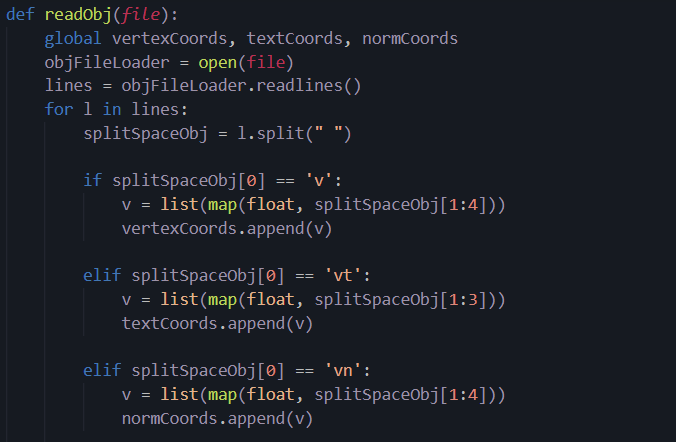 def readObj(file):
    global vertexCoords, textCoords, normCoords
    objFileLoader = open(file)
    lines = objFileLoader.readlines()
    for l in lines:
        splitSpaceObj = l.split(" ")

        if splitSpaceObj[0] == 'v':
            v = list(map(float, splitSpaceObj[1:4]))
            vertexCoords.append(v)

        elif splitSpaceObj[0] == 'vt':
            v = list(map(float, splitSpaceObj[1:3]))
            textCoords.append(v)

        elif splitSpaceObj[0] == 'vn':
            v = list(map(float, splitSpaceObj[1:4]))
            normCoords.append(v)